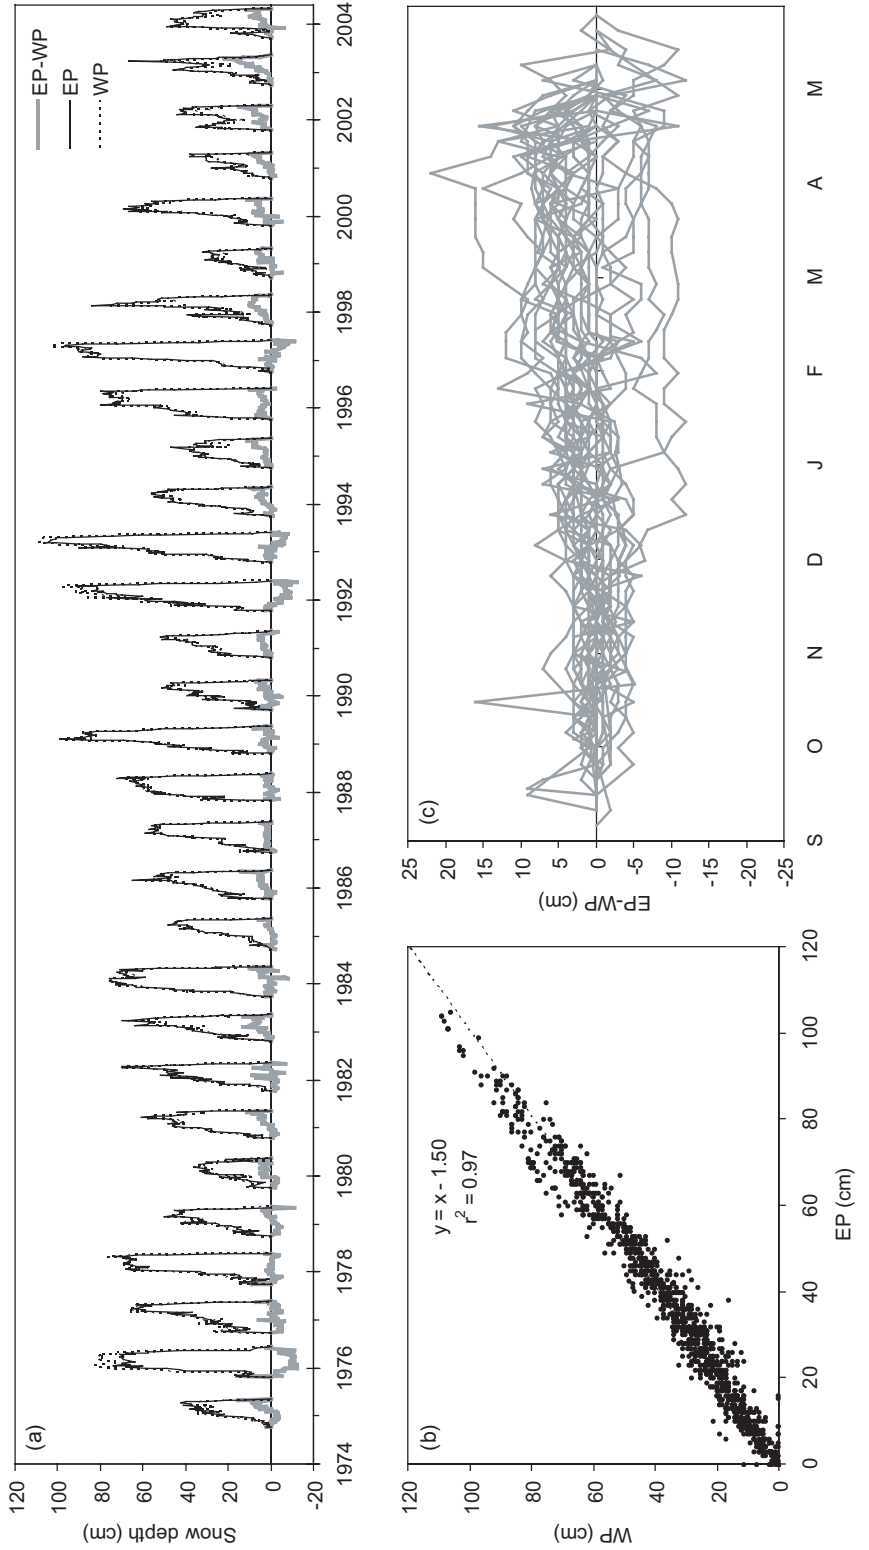 (a)
EP-WP
EP
WP
Snow depth (cm)
120
100
80
60
40
20
0
-20
1974
1976
1978
1980
1982
1984
1986
1988
1990
1992
1994
1996
1998
2000
2002
2004
(b)
y = x - 1.50
r² = 0.97
WP (cm)
120
100
80
60
40
20
0
0
20
40
60
80
100
120
EP (cm)
(c)
EP-WP (cm)
25
20
15
10
5
0
-5
-10
-15
-20
-25
S
O
N
D
J
F
M
A
M